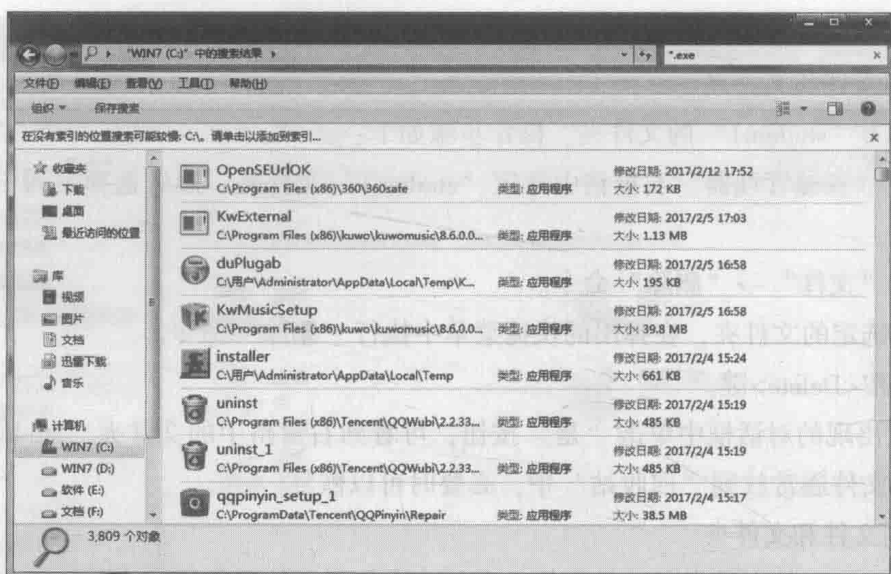 "WIN7 (C:)" 中的搜索结果
*.exe
文件(F) 编辑(E) 查看(V) 工具(T) 帮助(H)
组织 保存搜索
在没有索引的位置搜索可能较慢: C:\。请单击以添加到索引...
收藏夹
下载
桌面
最近访问的位置
库
视频
图片
文档
迅雷下载
音乐
计算机
WIN7 (C:)
WIN7 (D:)
软件 (E:)
文档 (F:)
OpenSEUrlOK
C:\Program Files (x86)\360\360safe 类型: 应用程序
修改日期: 2017/2/12 17:52
大小: 172 KB
KwExternal
C:\Program Files (x86)\kuwo\kuwomusic\8.6.0.0... 类型: 应用程序
修改日期: 2017/2/5 17:03
大小: 1.13 MB
duPlugab
C:\用户\Administrator\AppData\Local\Temp\K... 类型: 应用程序
修改日期: 2017/2/5 16:58
大小: 195 KB
KwMusicSetup
C:\Program Files (x86)\kuwo\kuwomusic\8.6.0.0... 类型: 应用程序
修改日期: 2017/2/5 16:58
大小: 39.8 MB
installer
C:\用户\Administrator\AppData\Local\Temp 类型: 应用程序
修改日期: 2017/2/4 15:24
大小: 661 KB
uninst
C:\Program Files (x86)\Tencent\QQWubi\2.2.33... 类型: 应用程序
修改日期: 2017/2/4 15:19
大小: 485 KB
uninst_1
C:\Program Files (x86)\Tencent\QQWubi\2.2.33... 类型: 应用程序
修改日期: 2017/2/4 15:19
大小: 485 KB
qqpinyin_setup_1
C:\ProgramData\Tencent\QQPinyin\Repair 类型: 应用程序
修改日期: 2017/2/4 15:17
大小: 38.5 MB
3,809 个对象